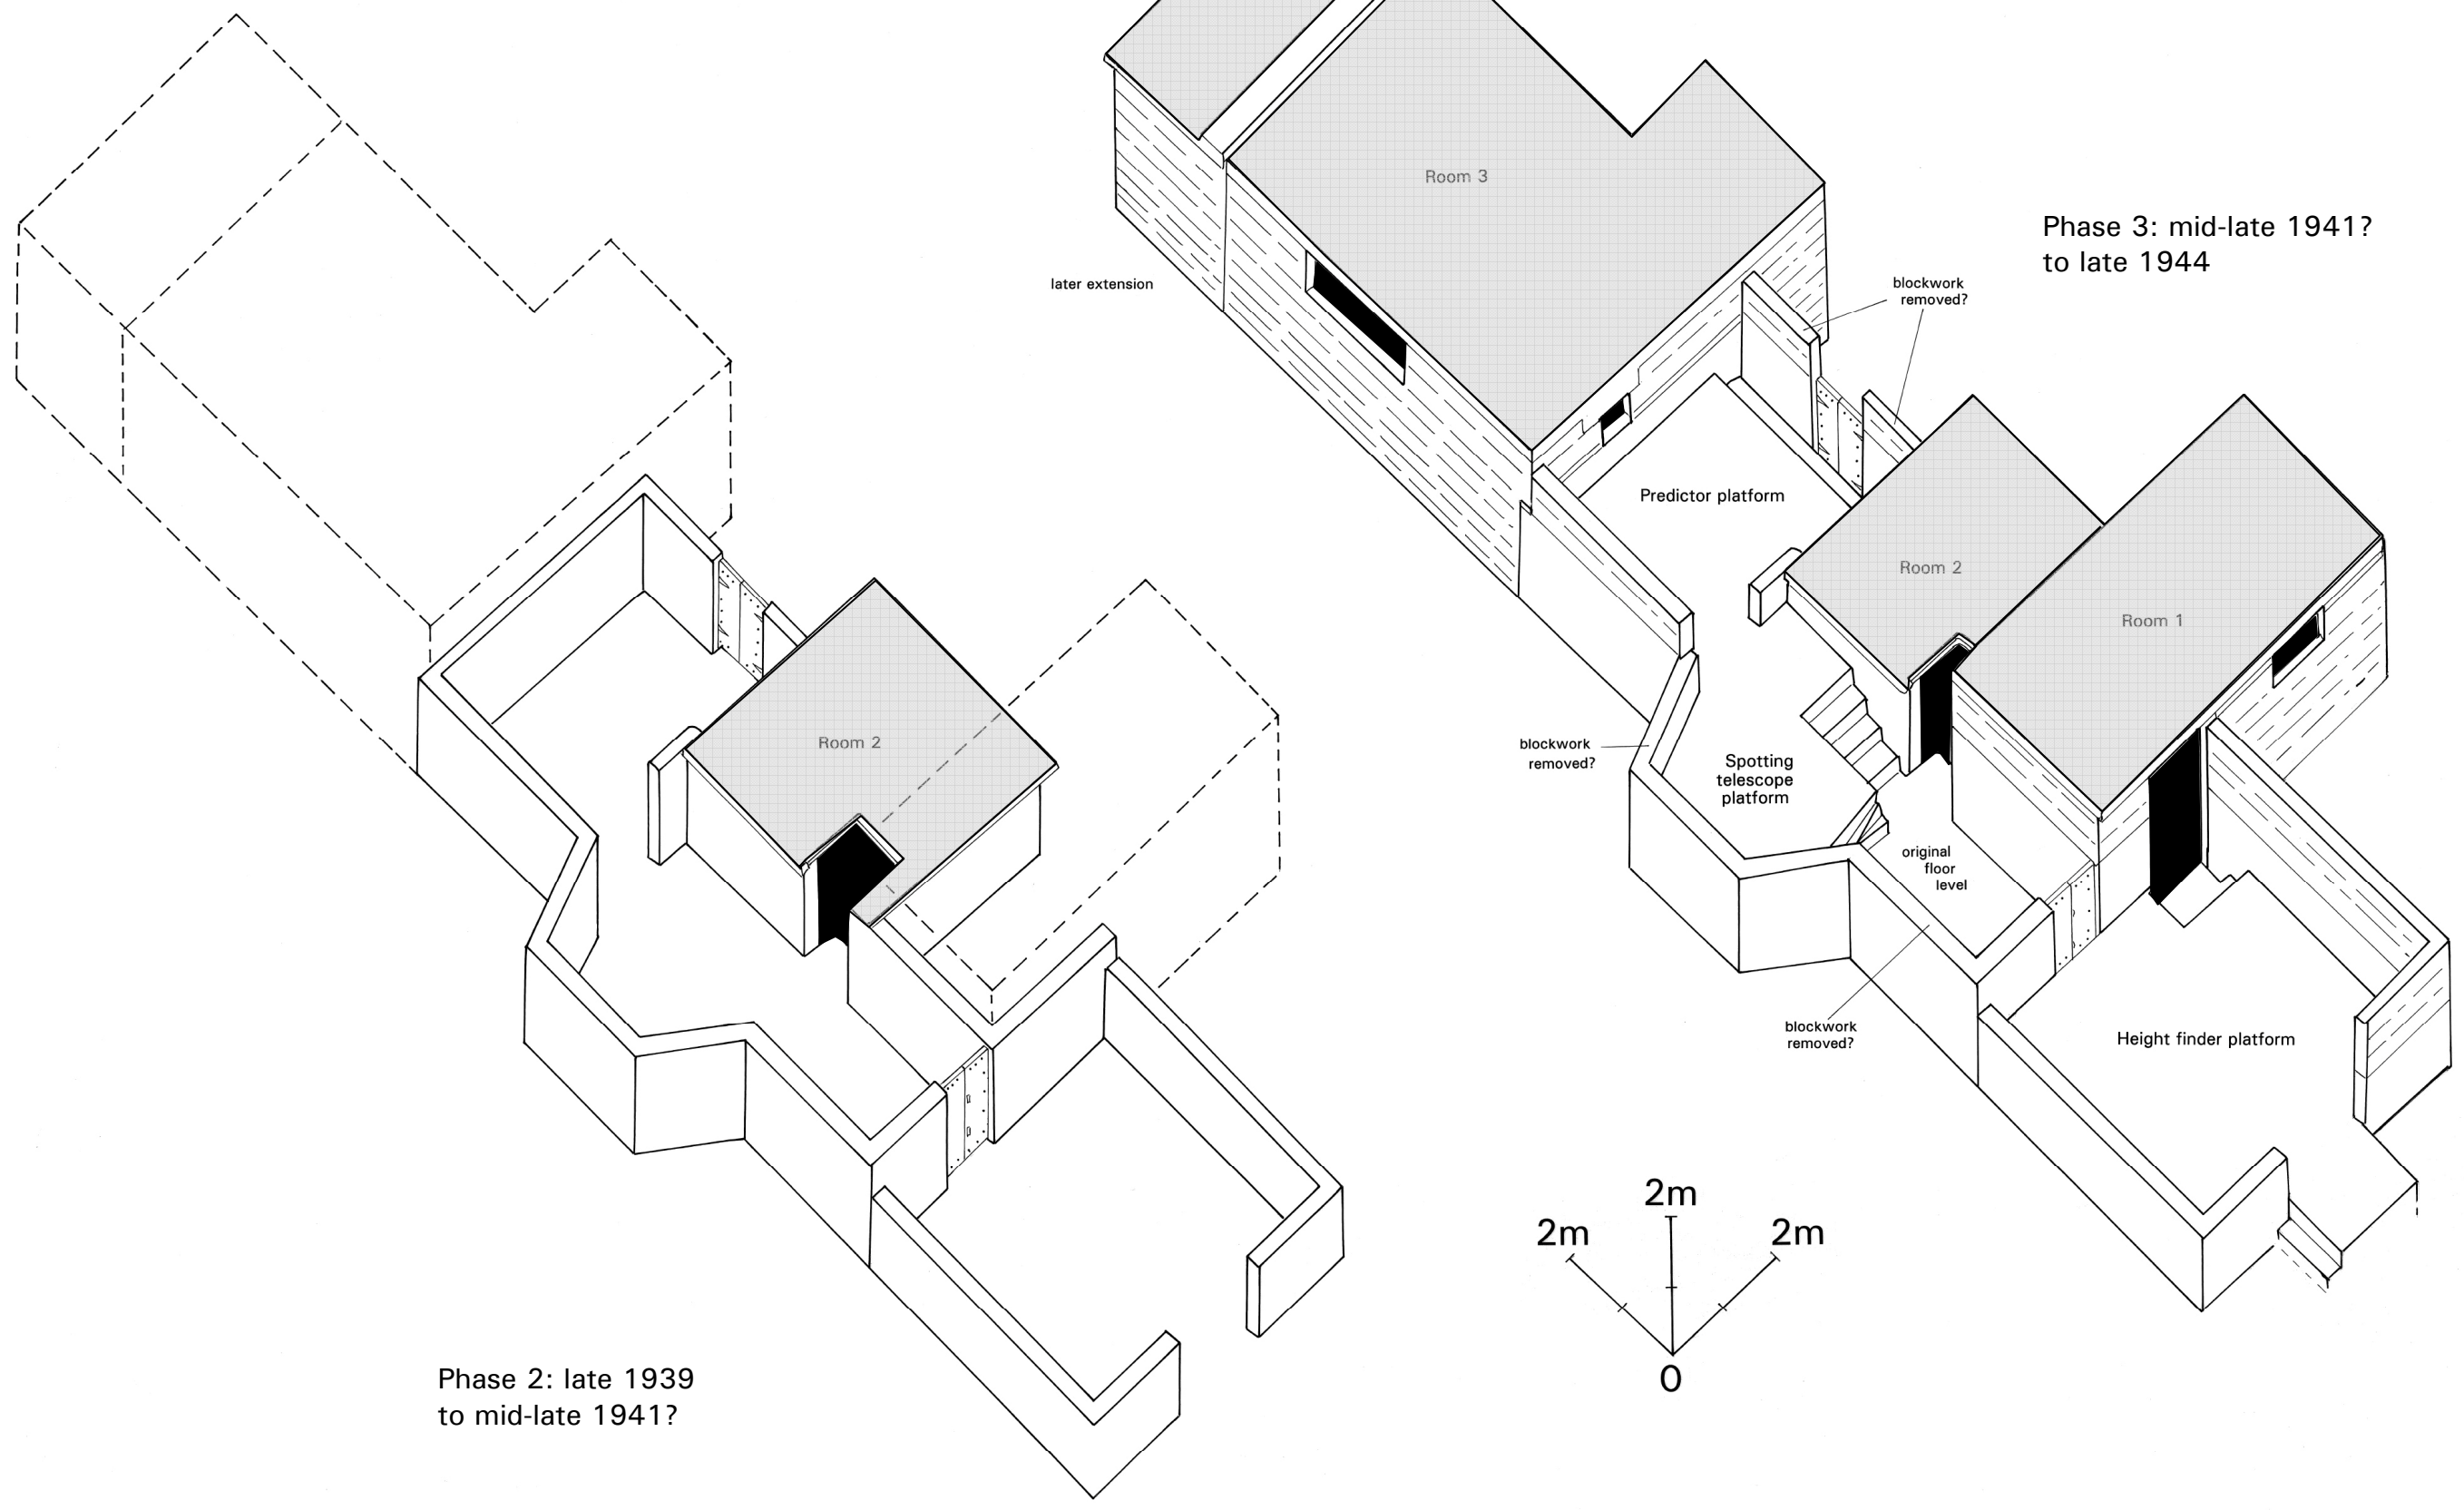 Room 3
Phase 3: mid-late 1941?
to late 1944
later extension
blockwork
removed?
Predictor platform
Room 2
Room 1
Room 2
blockwork
removed?
Spotting
telescope
platform
original
floor
level
blockwork
removed?
Height finder platform
2m
2m
2m
0
Phase 2: late 1939
to mid-late 1941?